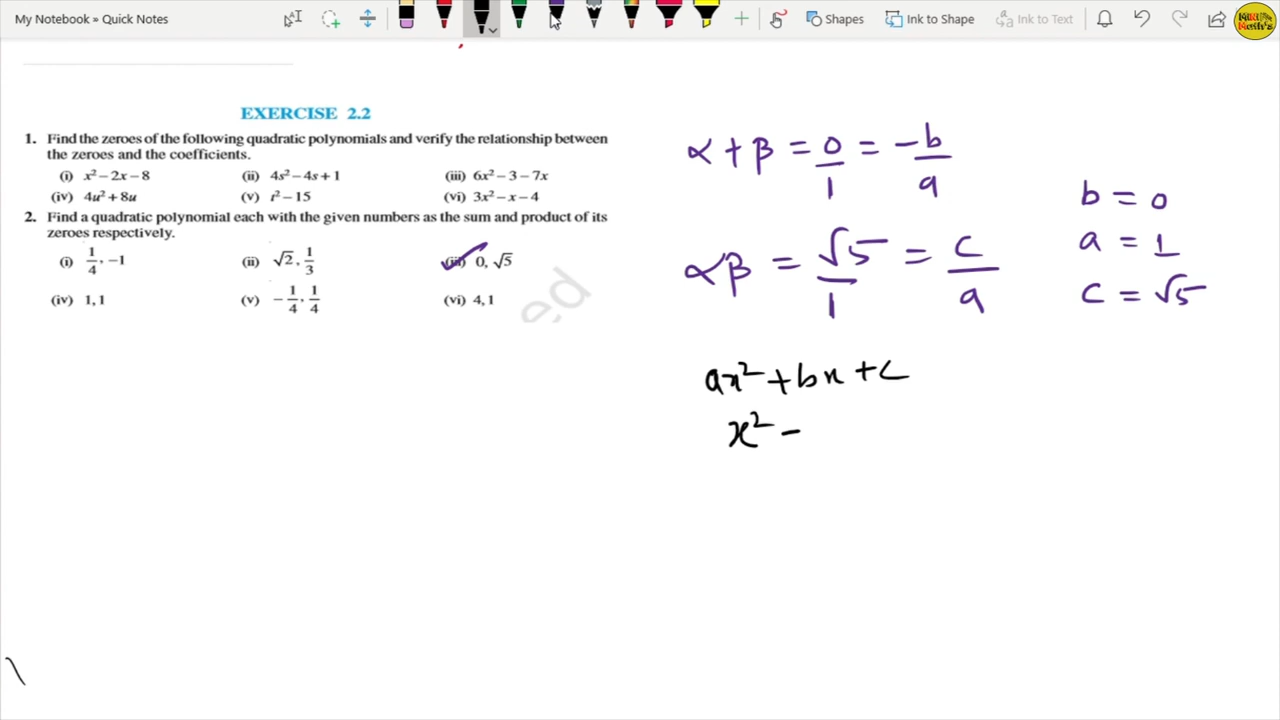 My Notebook » Quick Notes
Shapes
Ink to Shape
Ink to Text
EXERCISE 2.2
1. Find the zeroes of the following quadratic polynomials and verify the relationship between
the zeroes and the coefficients.
(i) x² – 2x – 8 (ii) 4s² – 4s + 1 (iii) 6x² – 3 – 7x
(iv) 4u² + 8u (v) t² – 15 (vi) 3x² – x – 4
2. Find a quadratic polynomial each with the given numbers as the sum and product of its
zeroes respectively.
(i) 1/4, –1 (ii) √2, 1/3 (iii) 0, √5
(iv) 1, 1 (v) –1/4, 1/4 (vi) 4, 1
α + β = 0/1 = –b/a
αβ = √5/1 = c/a
b = 0
a = 1
c = √5
ax² + bx + c
x² –